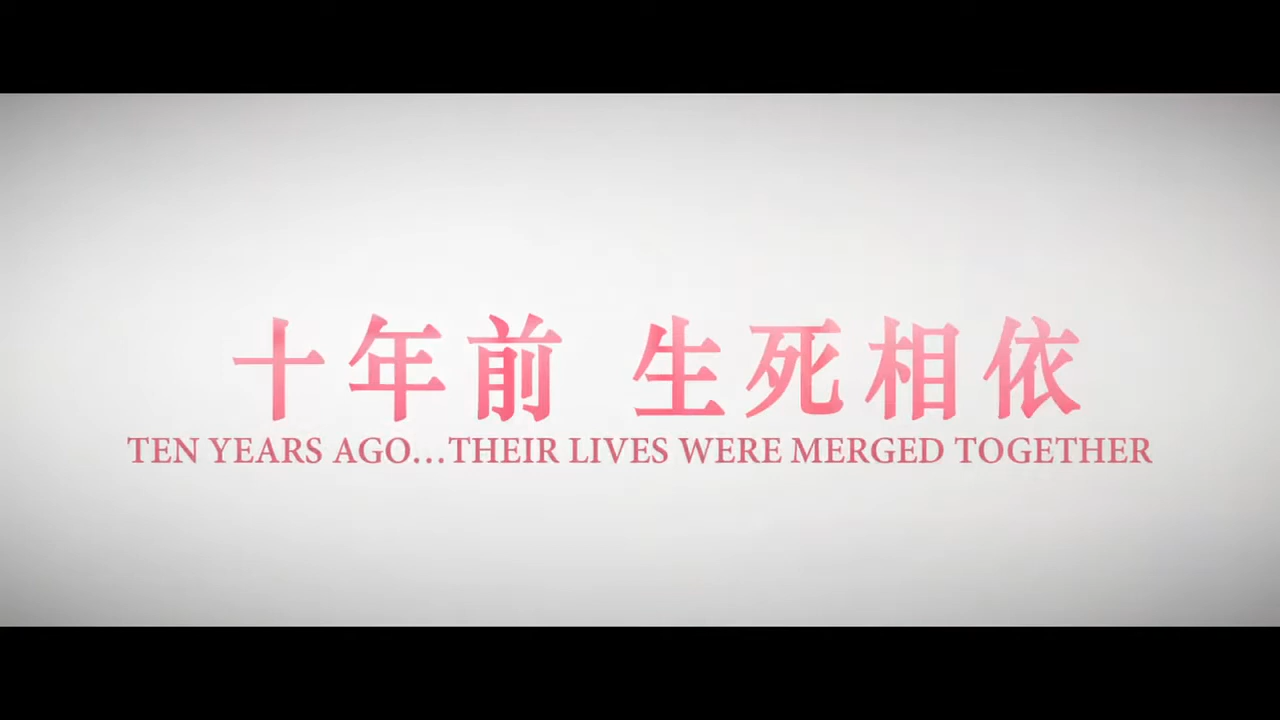 十年前 生死相依
TEN YEARS AGO...THEIR LIVES WERE MERGED TOGETHER